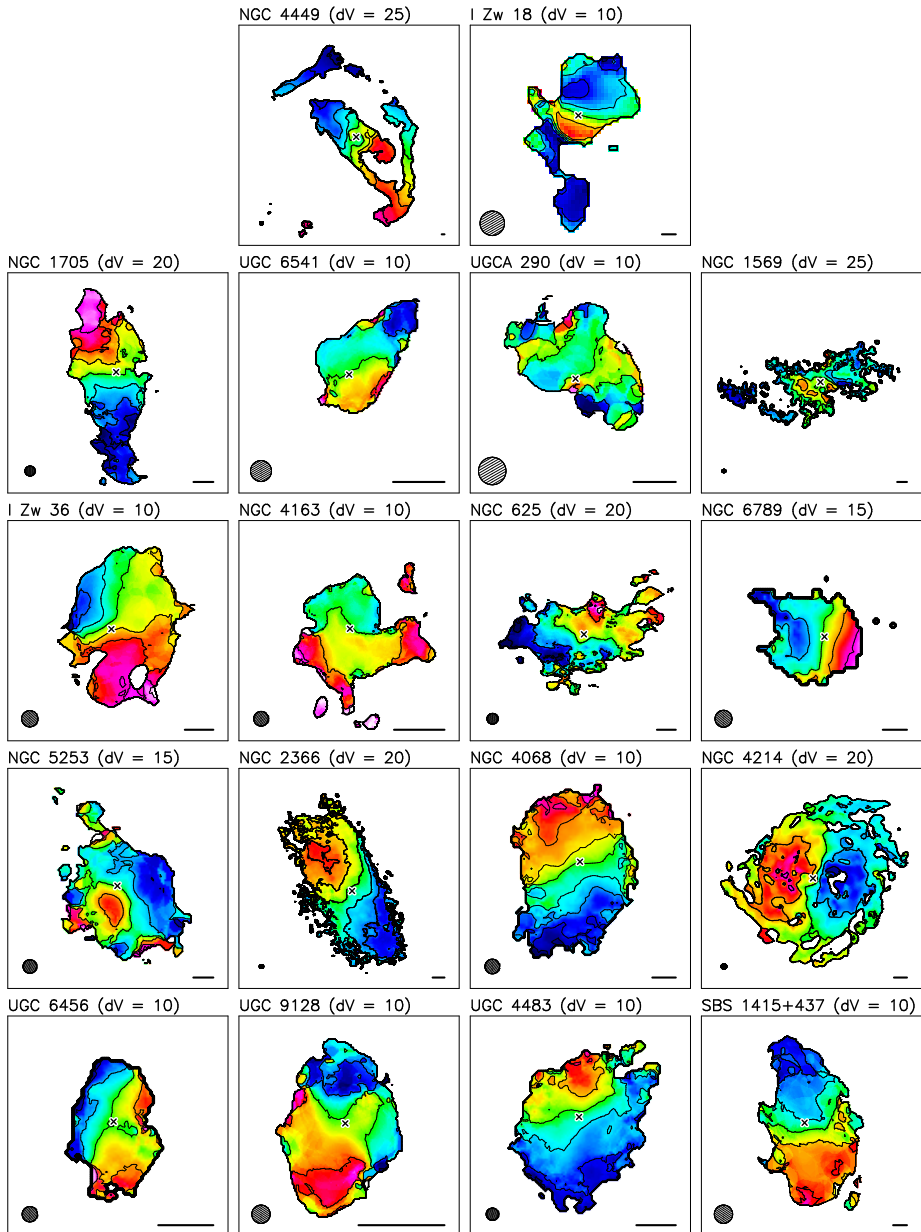 NGC 4449 (dV = 25)
I Zw 18 (dV = 10)
NGC 1705 (dV = 20)
UGC 6541 (dV = 10)
UGCA 290 (dV = 10)
NGC 1569 (dV = 25)
I Zw 36 (dV = 10)
NGC 4163 (dV = 10)
NGC 625 (dV = 20)
NGC 6789 (dV = 15)
NGC 5253 (dV = 15)
NGC 2366 (dV = 20)
NGC 4068 (dV = 10)
NGC 4214 (dV = 20)
UGC 6456 (dV = 10)
UGC 9128 (dV = 10)
UGC 4483 (dV = 10)
SBS 1415+437 (dV = 10)